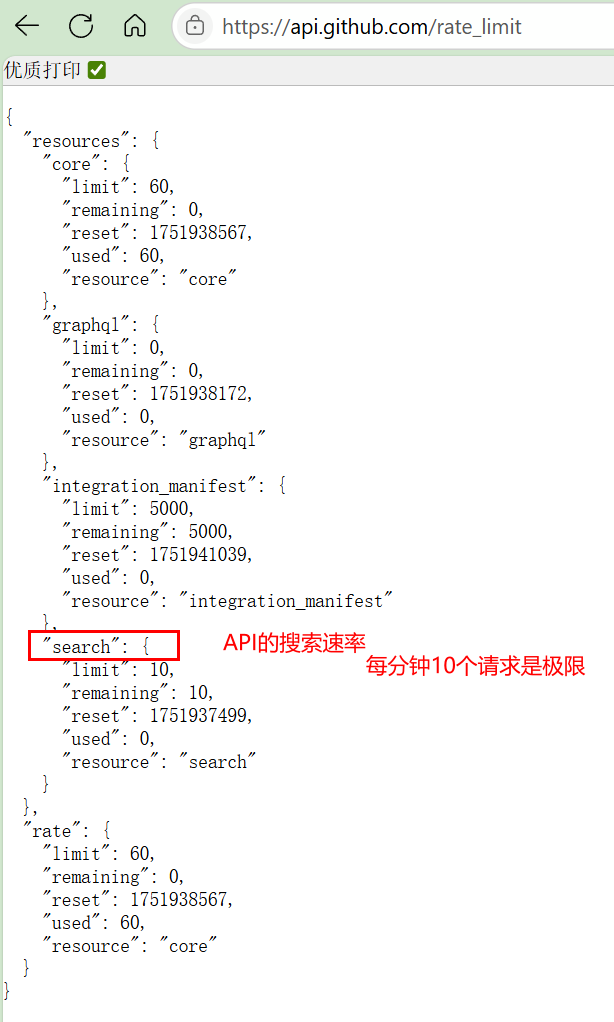 https://api.github.com/rate_limit
优质打印 ✅
{
"resources": {
"core": {
"limit": 60,
"remaining": 0,
"reset": 1751938567,
"used": 60,
"resource": "core"
},
"graphql": {
"limit": 0,
"remaining": 0,
"reset": 1751938172,
"used": 0,
"resource": "graphql"
},
"integration_manifest": {
"limit": 5000,
"remaining": 5000,
"reset": 1751941039,
"used": 0,
"resource": "integration_manifest"
},
"search": { API的搜索速率
每分钟10个请求是极限
"limit": 10,
"remaining": 10,
"reset": 1751937499,
"used": 0,
"resource": "search"
}
},
"rate": {
"limit": 60,
"remaining": 0,
"reset": 1751938567,
"used": 60,
"resource": "core"
}
}